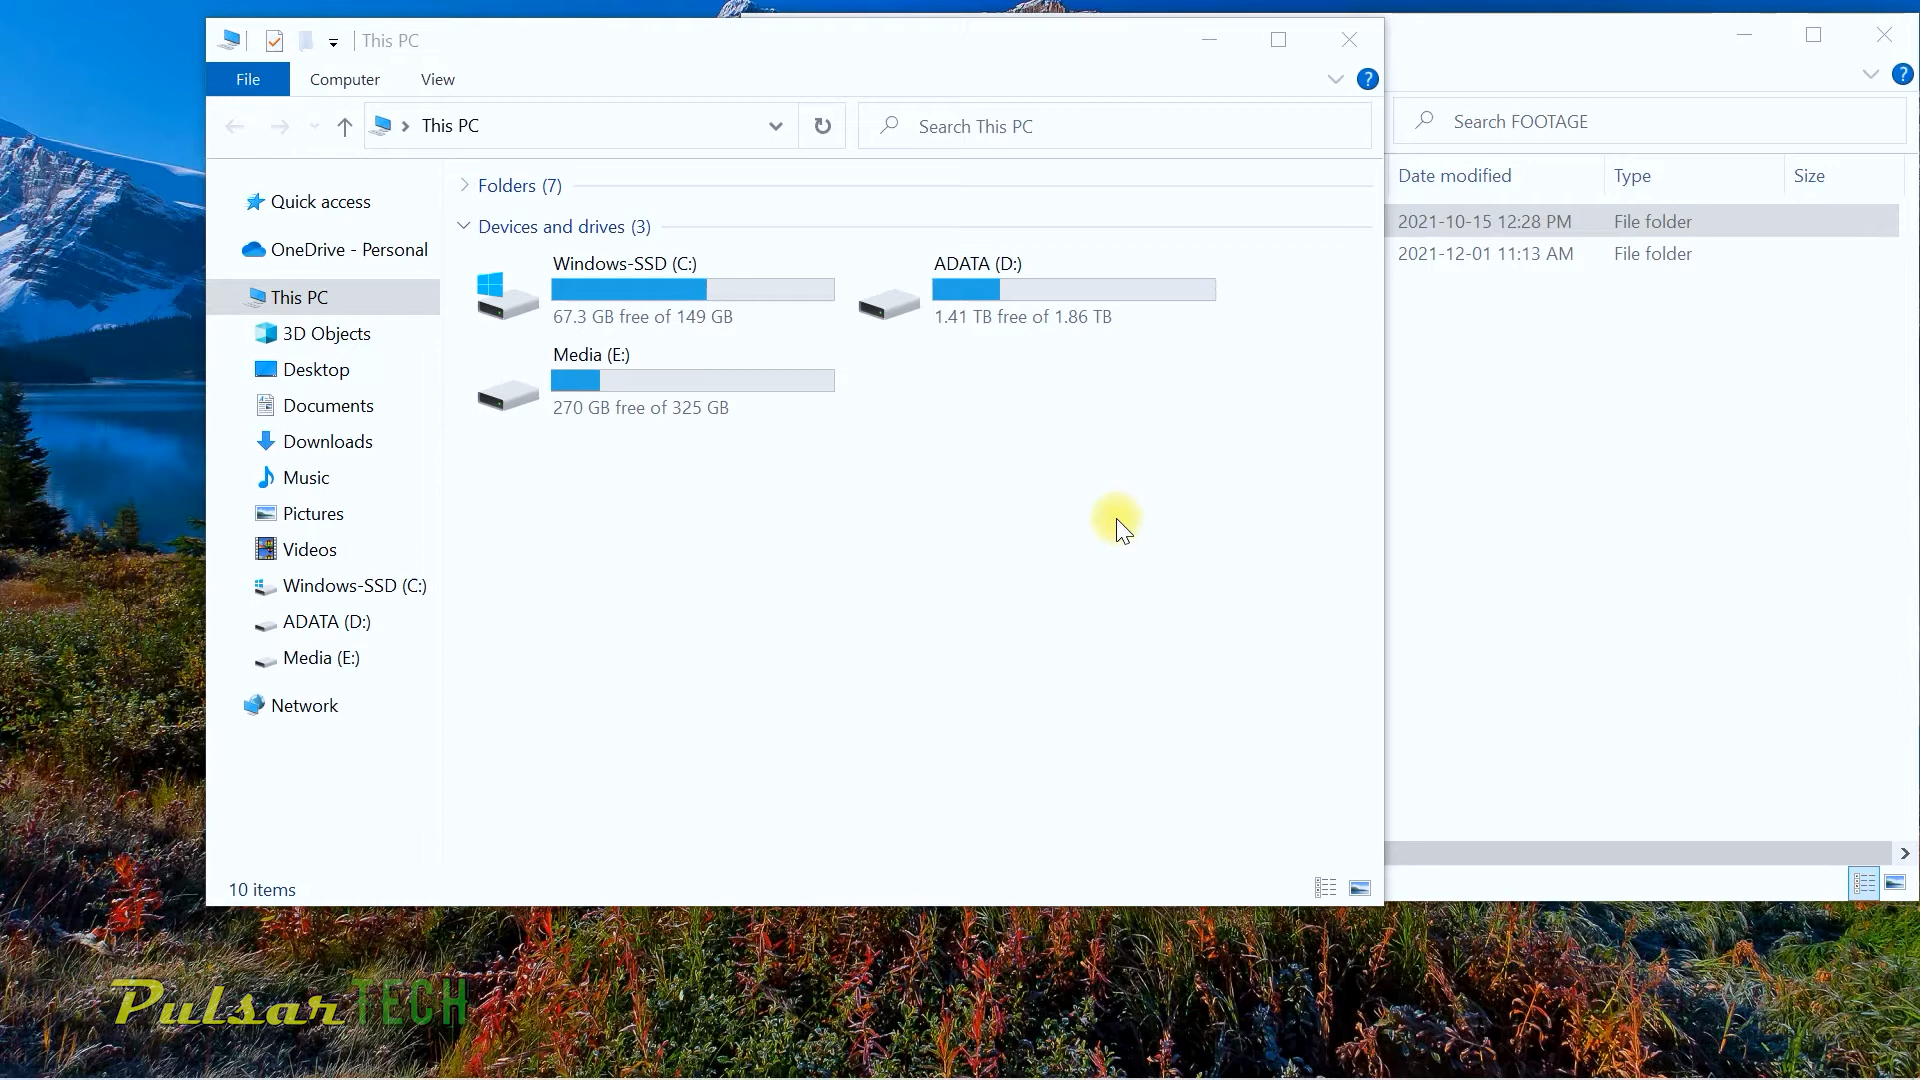 This PC
File
Computer
View
?
?
This PC
Search This PC
Search FOOTAGE
Date modified
Type
Size
2021-10-15 12:28 PM
File folder
2021-12-01 11:13 AM
File folder
Quick access
OneDrive - Personal
This PC
3D Objects
Desktop
Documents
Downloads
Music
Pictures
Videos
Windows-SSD (C:)
ADATA (D:)
Media (E:)
Network
Folders (7)
Devices and drives (3)
Windows-SSD (C:)
67.3 GB free of 149 GB
ADATA (D:)
1.41 TB free of 1.86 TB
Media (E:)
270 GB free of 325 GB
10 items
Pulsar TECH